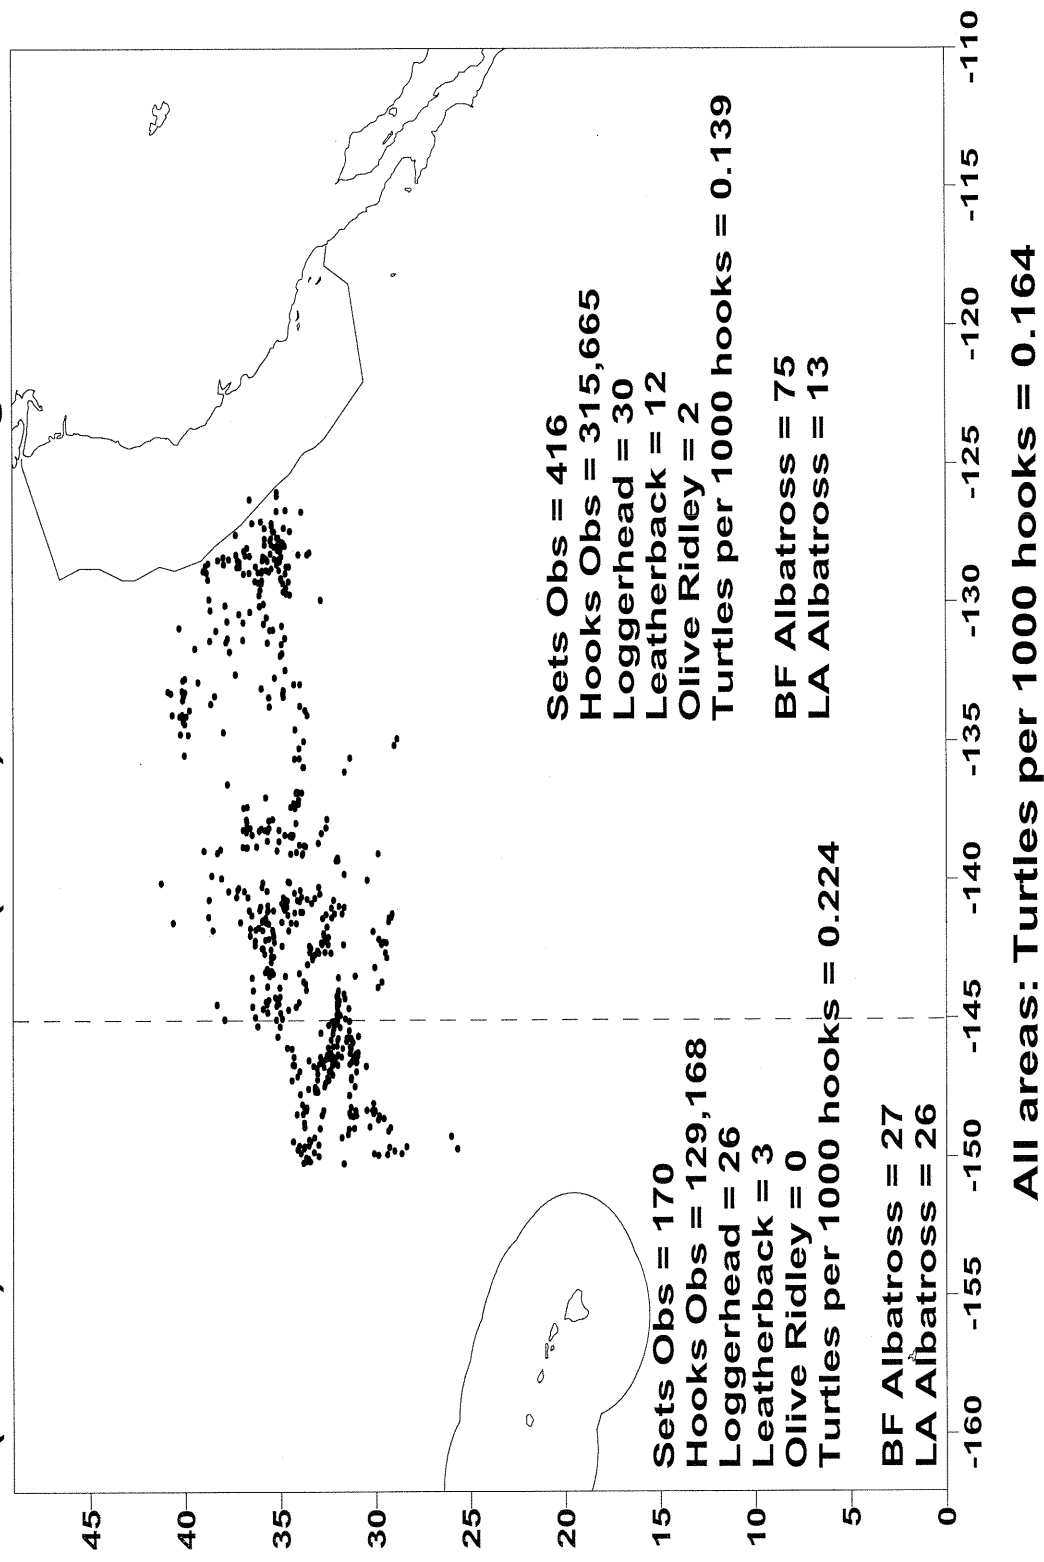 45
40
35
30
25
20
15
10
5
0
Sets Obs = 416
Hooks Obs = 315,665
Loggerhead = 30
Leatherback = 12
Olive Ridley = 2
Turtles per 1000 hooks = 0.139
BF Albatross = 75
LA Albatross = 13
Sets Obs = 170
Hooks Obs = 129,168
Loggerhead = 26
Leatherback = 3
Olive Ridley = 0
Turtles per 1000 hooks = 0.224
BF Albatross = 27
LA Albatross = 26
-160 -155 -150 -145 -140 -135 -130 -125 -120 -115 -110
All areas: Turtles per 1000 hooks = 0.164